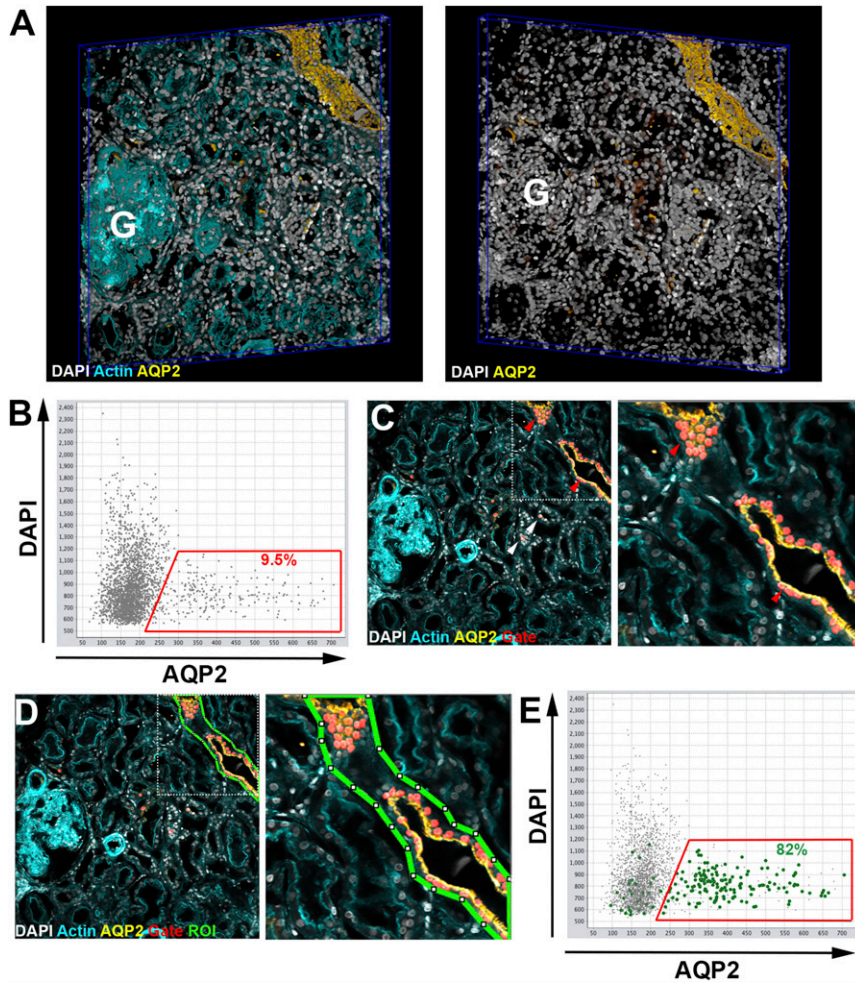 A
G
G
DAPI Actin AQP2
DAPI AQP2
B
DAPI
2,400
2,300
2,200
2,100
2,000
1,900
1,800
1,700
1,600
1,500
1,400
1,300
1,200
1,100
1,000
900
800
700
600
500
9.5%
50 100 150 200 250 300 350 400 450 500 550 600 650 700
AQP2
C
DAPI Actin AQP2 Gate
D
DAPI Actin AQP2 Gate ROI
E
DAPI
2,400
2,300
2,200
2,100
2,000
1,900
1,800
1,700
1,600
1,500
1,400
1,300
1,200
1,100
1,000
900
800
700
600
500
82%
50 100 150 200 250 300 350 400 450 500 550 600 650 700
AQP2